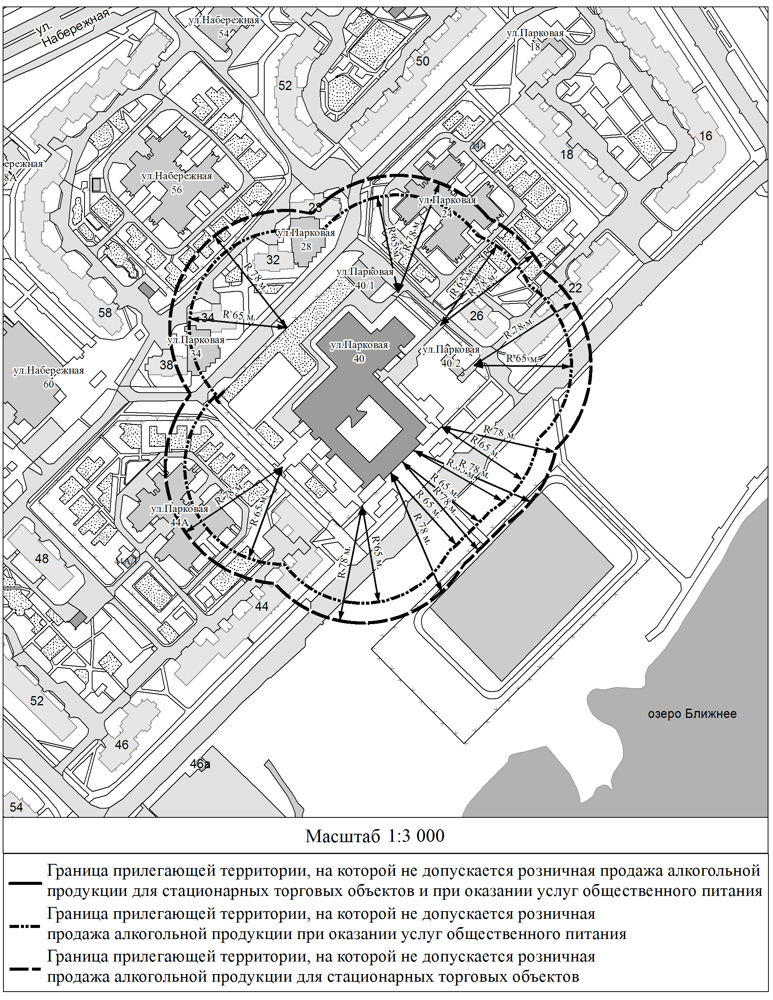 ул.
Набережная
ул.Набережная
54
ул.Парковая
18
50
52
16
18
24/1
бережная
8А
ул.Набережная
56
28
ул.Парковая
24
ул.Парковая
28
R 65 м.
R 78 м.
32
R 78 м.
ул.Парковая
40/1
R 65 м.
R 78 м.
22
58
34
R 65 м.
26
R 78 м.
ул.Парковая
34
ул.Парковая
40
ул.Парковая
40/2
R 65 м.
38
ул.Набережная
60
R 78 м.
R 65 м.
R 65 м.
R 78 м.
R 65 м.
R 78 м.
R 65 м.
R 78 м.
R 78 м.
R 65 м.
ул.Парковая
44А
R 78 м.
R 65 м.
48
44А/1
44
52
озеро Ближнее
46
46а
54
Масштаб 1:3 000
Граница прилегающей территории, на которой не допускается розничная продажа алкогольной
продукции для стационарных торговых объектов и при оказании услуг общественного питания
Граница прилегающей территории, на которой не допускается розничная
продажа алкогольной продукции при оказании услуг общественного питания
Граница прилегающей территории, на которой не допускается розничная
продажа алкогольной продукции для стационарных торговых объектов